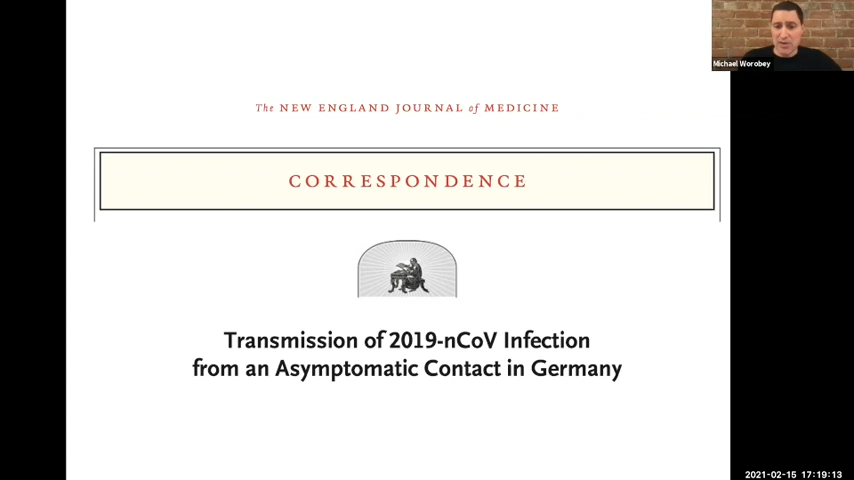 Michael Worobey
The NEW ENGLAND JOURNAL of MEDICINE
CORRESPONDENCE
Transmission of 2019-nCoV Infection
from an Asymptomatic Contact in Germany
2021-02-15 17:19:13